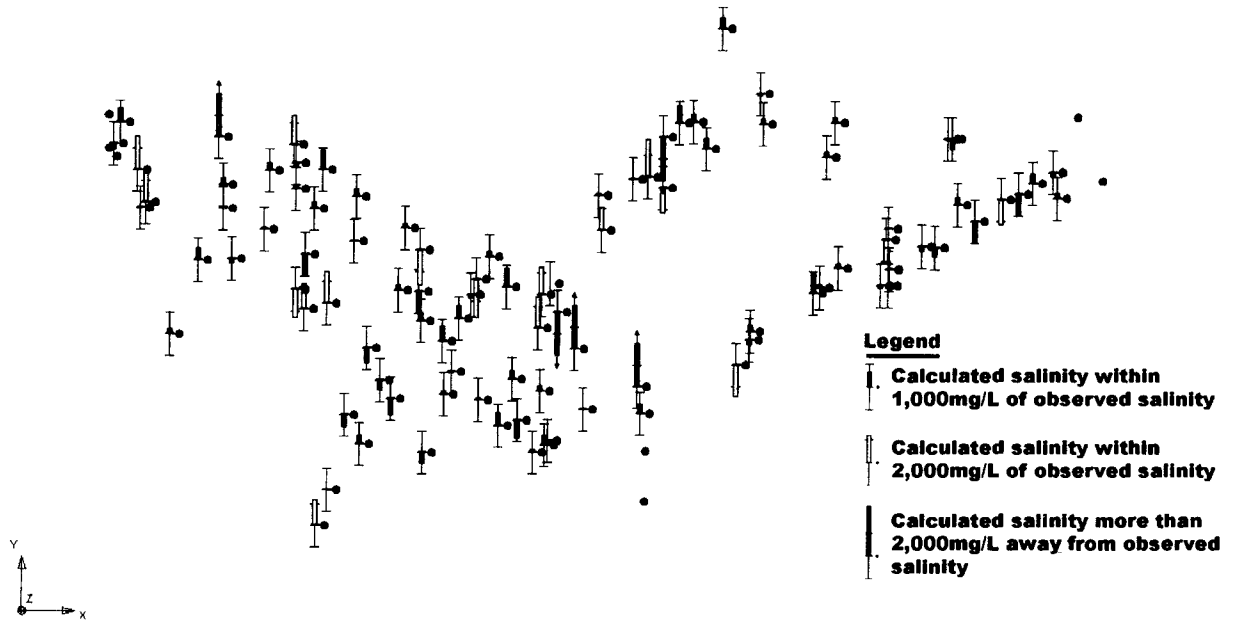 Legend
Calculated salinity within
1,000mg/L of observed salinity
Calculated salinity within
2,000mg/L of observed salinity
Calculated salinity more than
2,000mg/L away from observed
salinity
Y
Z
X